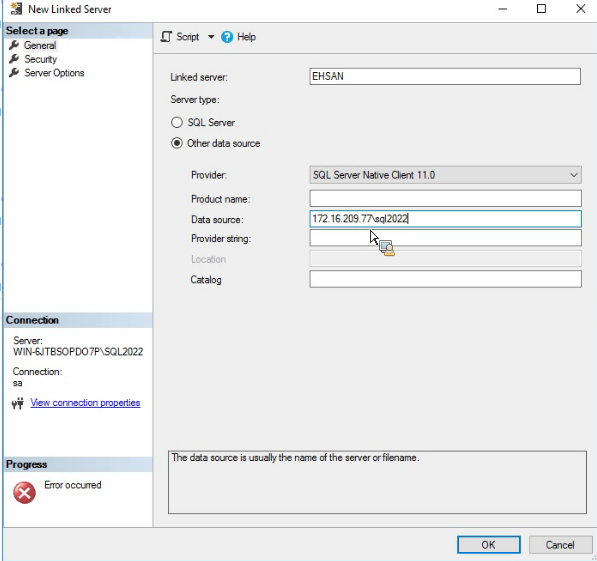 New Linked Server
Select a page
General
Security
Server Options
Script
Help
Linked server:
EHSAN
Server type:
SQL Server
Other data source
Provider:
SQL Server Native Client 11.0
Product name:
Data source:
172.16.209.77\sql2022
Provider string:
Location
Catalog
Connection
Server:
WIN-6JTBSOPDO7P\SQL2022
Connection:
sa
View connection properties
Progress
Error occurred
The data source is usually the name of the server or filename.
OK
Cancel